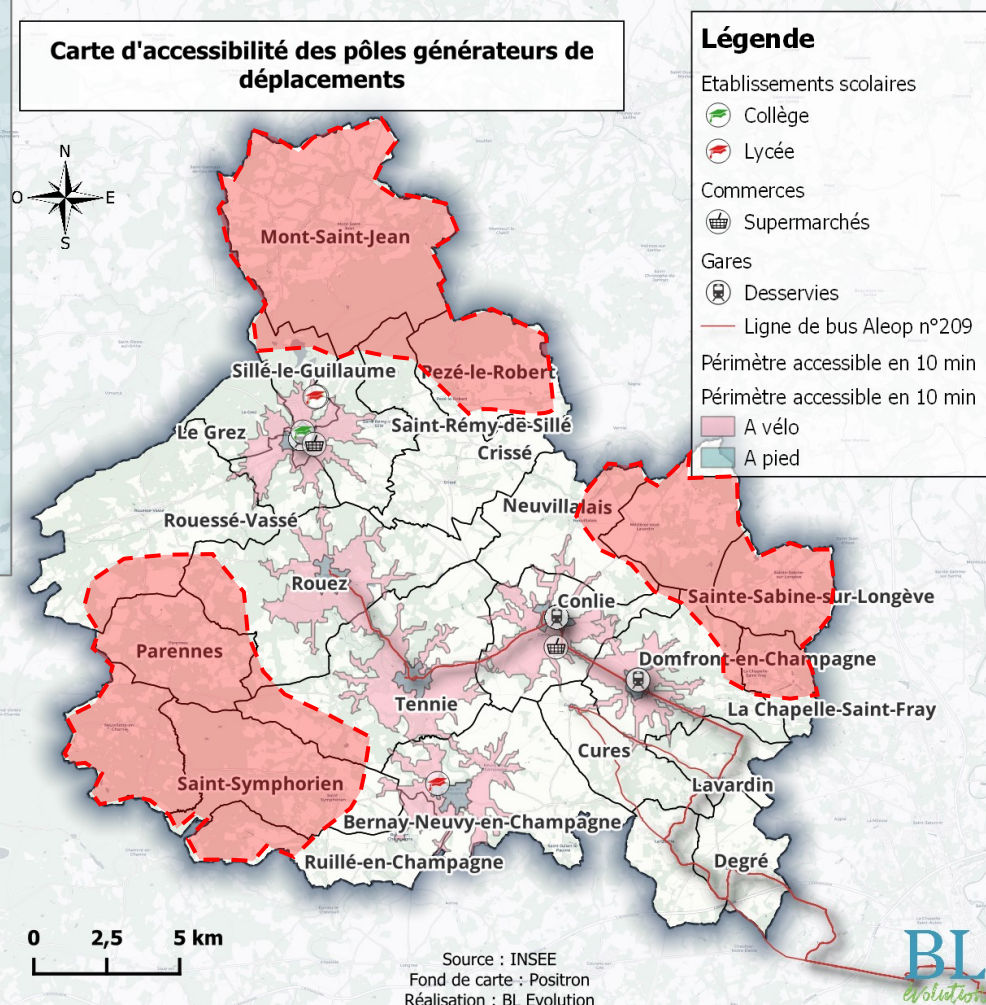 Carte d'accessibilité des pôles générateurs de
déplacements
Légende
Etablissements scolaires
Collège
Lycée
Commerces
Supermarchés
Gares
Desservies
Ligne de bus Aleop n°209
Périmètre accessible en 10 min
Périmètre accessible en 10 min
A vélo
A pied
N
O
E
S
Mont-Saint-Jean
Sillé-le-Guillaume
Pezé-le-Robert
Le Grez
Saint-Rémy-de-Sillé
Crissé
Neuvillalais
Rouessé-Vassé
Rouez
Conlie
Sainte-Sabine-sur-Longève
Parennes
Domfront-en-Champagne
Tennie
La Chapelle-Saint-Fray
Cures
Saint-Symphorien
Lavardin
Bernay-Neuvy-en-Champagne
Ruillé-en-Champagne
Degré
0 2,5 5 km
Source : INSEE
Fond de carte : Positron
Réalisation : BL Evolution
BL
évolution